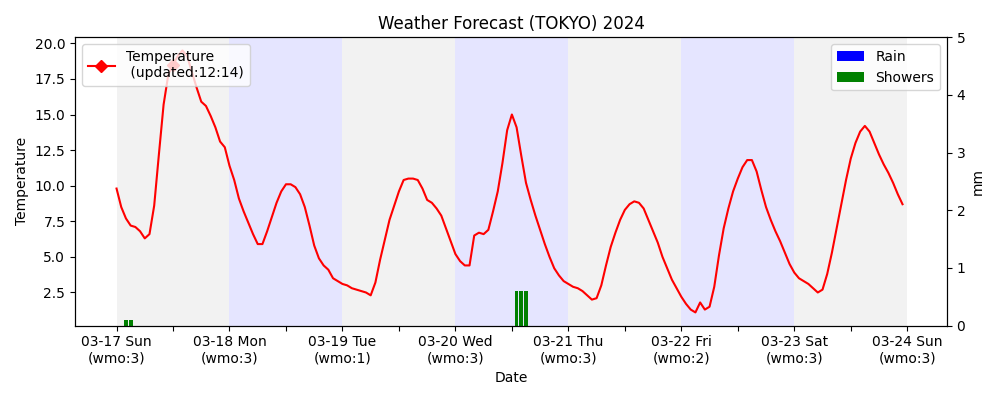 Weather Forecast (TOKYO) 2024
Temperature
(updated:12:14)
Rain
Showers
20.0
17.5
15.0
12.5
10.0
7.5
5.0
2.5
Temperature
5
4
3
2
1
0
mm
03-17 Sun
(wmo:3)
03-18 Mon
(wmo:3)
03-19 Tue
(wmo:1)
03-20 Wed
(wmo:3)
03-21 Thu
(wmo:3)
03-22 Fri
(wmo:2)
03-23 Sat
(wmo:3)
03-24 Sun
(wmo:3)
Date